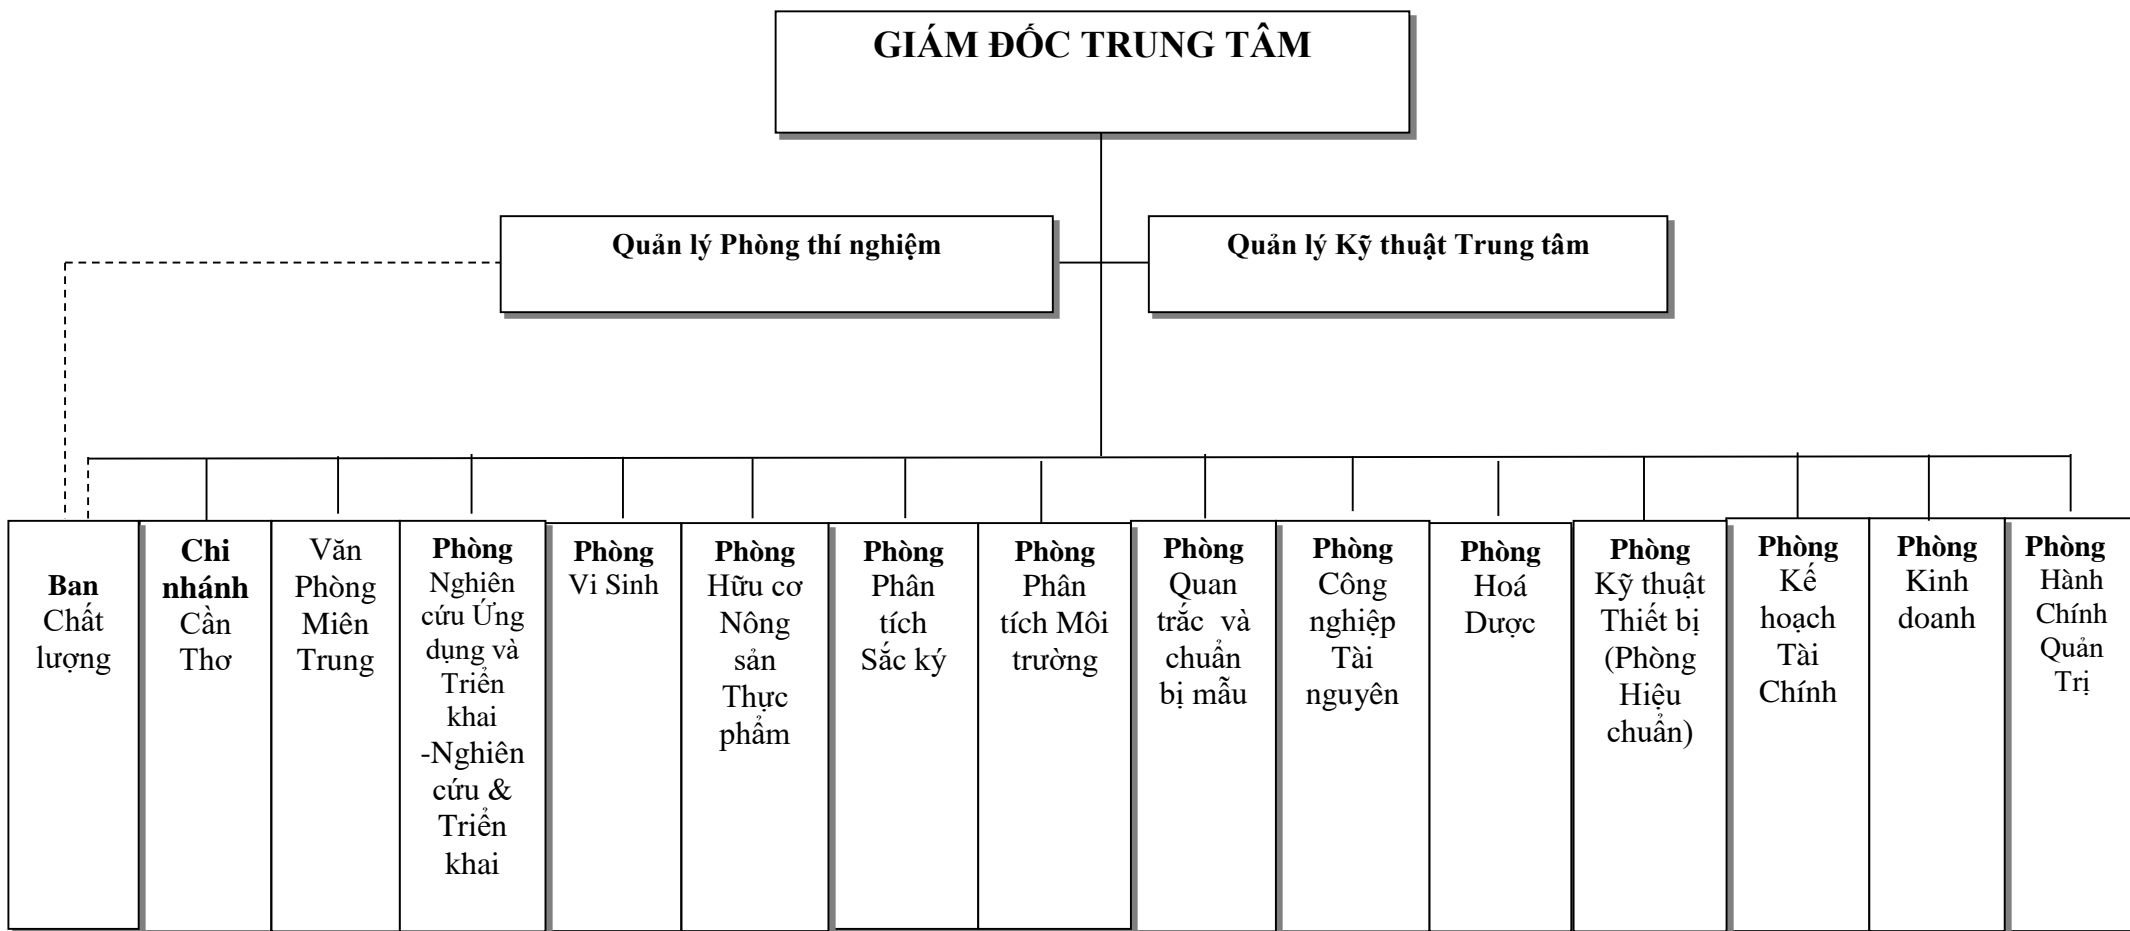 GIÁM ĐỐC TRUNG TÂM
Quản lý Phòng thí nghiệm
Quản lý Kỹ thuật Trung tâm
Ban
Chất
lượng
Chi
nhánh
Cần
Thơ
Văn
Phòng
Miên
Trung
Phòng
Nghiên
cứu Ứng
dụng và
Triển
khai
-Nghiên
cứu &
Triển
khai
Phòng
Vi Sinh
Phòng
Hữu cơ
Nông
sản
Thực
phẩm
Phòng
Phân
tích
Sắc ký
Phòng
Phân
tích Môi
trường
Phòng
Quan
trắc và
chuẩn
bị mẫu
Phòng
Công
nghiệp
Tài
nguyên
Phòng
Hoá
Dược
Phòng
Kỹ thuật
Thiết bị
(Phòng
Hiệu
chuẩn)
Phòng
Kế
hoạch
Tài
Chính
Phòng
Kinh
doanh
Phòng
Hành
Chính
Quản
Trị